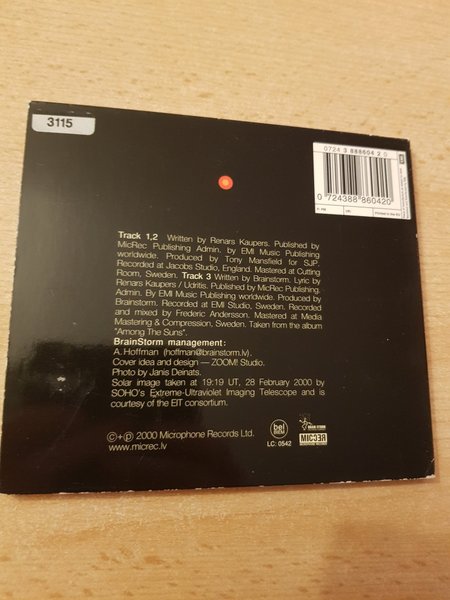 3115
0724 3 888604 2 0
0 724388 860420
Track 1,2 Written by Renars Kaupers. Published by
MicRec Publishing Admin. by EMI Music Publishing
worldwide. Produced by Tony Mansfield for SJP.
Recorded at Jacobs Studio, England. Mastered at Cutting
Room, Sweden. Track 3 Written by Brainstorm. Lyric by
Renars Kaupers / Udritis. Published by MicRec Publishing.
Admin. By EMI Music Publishing worldwide. Produced by
Brainstorm. Recorded at EMI Studio, Sweden. Recorded
and mixed by Frederic Andersson. Mastered at Media
Mastering & Compression, Sweden. Taken from the album
"Among The Suns".
BrainStorm management:
A. Hoffman (hoffman@brainstorm.lv)
Cover idea and design — ZOOM! Studio.
Photo by Janis Deinats.
Solar image taken at 19:19 UT, 28 February 2000 by
SOHO's Extreme-Ultraviolet Imaging Telescope and is
courtesy of the EIT consortium.
©+℗ 2000 Microphone Records Ltd.
www.micrec.lv
bel
BIEM
LC: 0542
BRAIN STORM
MICREC